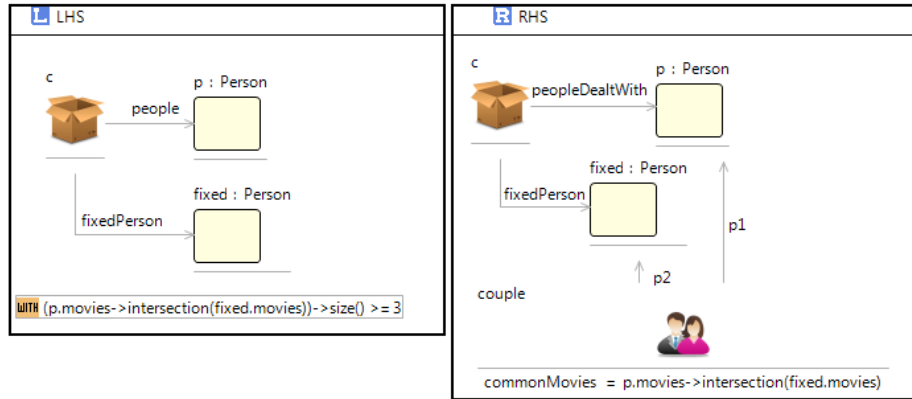 L LHS
c
p : Person
people
fixed : Person
fixedPerson
WITH (p.movies->intersection(fixed.movies))->size() >= 3
R RHS
c
p : Person
peopleDealtWith
fixed : Person
fixedPerson
p1
p2
couple
commonMovies = p.movies->intersection(fixed.movies)